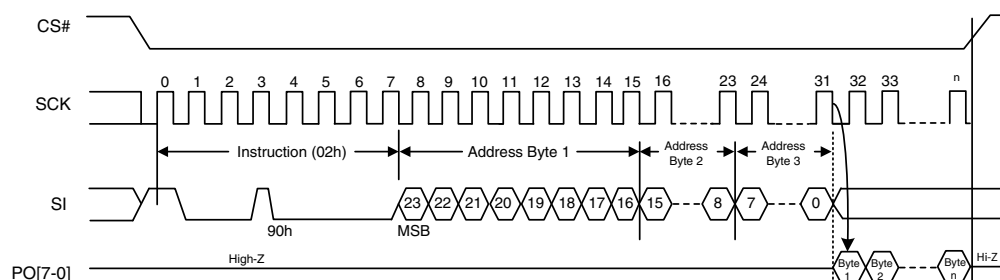 CS#
0 1 2 3 4 5 6 7 8 9 10 11 12 13 14 15 16 23 24 31 32 33 n
SCK
Instruction (02h) Address Byte 1 Address Byte 2 Address Byte 3
SI 23 22 21 20 19 18 17 16 15 8 7 0
90h MSB
High-Z Hi-Z
PO[7-0] Byte 1 Byte 2 Byte n